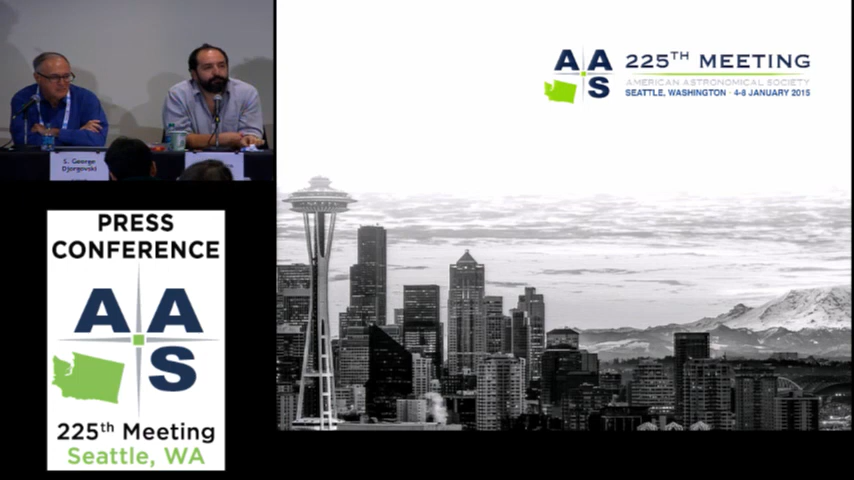 S. George
Djorgovski
PRESS
CONFERENCE
AAS
225th Meeting
Seattle, WA
AAS
225TH MEETING
AMERICAN ASTRONOMICAL SOCIETY
SEATTLE, WASHINGTON · 4-8 JANUARY 2015